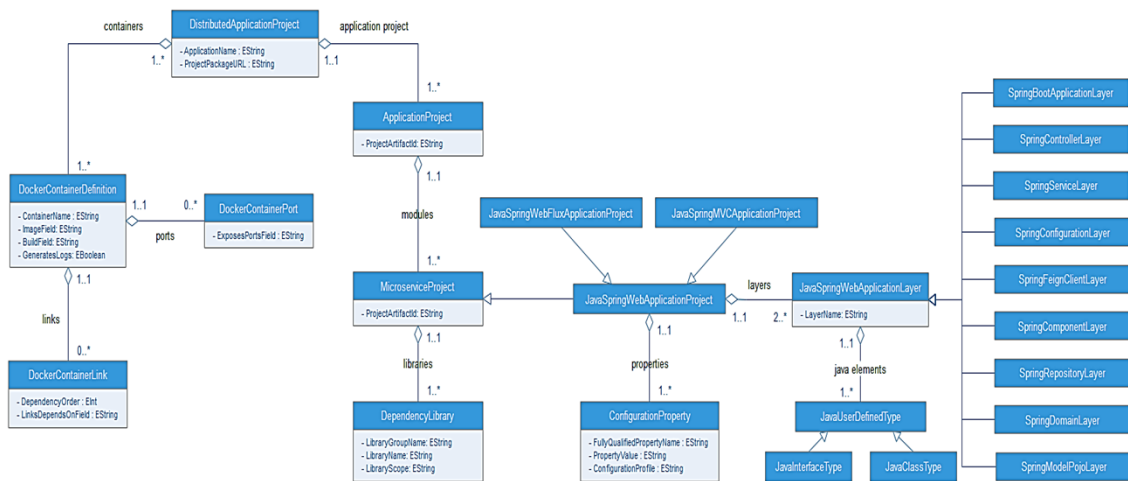 containers
DistributedApplicationProject
application project
- ApplicationName : EString
- ProjectPackageURL : EString
1..*
1..1
1..*
ApplicationProject
- ProjectArtifactId: EString
1..1
modules
1..*
1..*
DockerContainerDefinition
- ContainerName : EString
- ImageField: EString
- BuildField: EString
- GeneratesLogs: EBoolean
1..1
0..*
ports
DockerContainerPort
- ExposesPortsField : EString
1..1
links
0..*
DockerContainerLink
- DependencyOrder : EInt
- LinksDependsOnField : EString
MicroserviceProject
- ProjectArtifactId: EString
1..1
libraries
1..*
DependencyLibrary
- LibraryGroupName: EString
- LibraryName: EString
- LibraryScope: EString
JavaSpringWebFluxApplicationProject
JavaSpringMVCApplicationProject
JavaSpringWebApplicationProject
1..1
properties
1..*
ConfigurationProperty
- FullyQualifiedPropertyName : EString
- PropertyValue : EString
- ConfigurationProfile : EString
layers
1..1
2..*
JavaSpringWebApplicationLayer
- LayerName: EString
1..1
java elements
1..*
JavaUserDefinedType
JavaInterfaceType
JavaClassType
SpringBootApplicationLayer
SpringControllerLayer
SpringServiceLayer
SpringConfigurationLayer
SpringFeignClientLayer
SpringComponentLayer
SpringRepositoryLayer
SpringDomainLayer
SpringModelPojoLayer